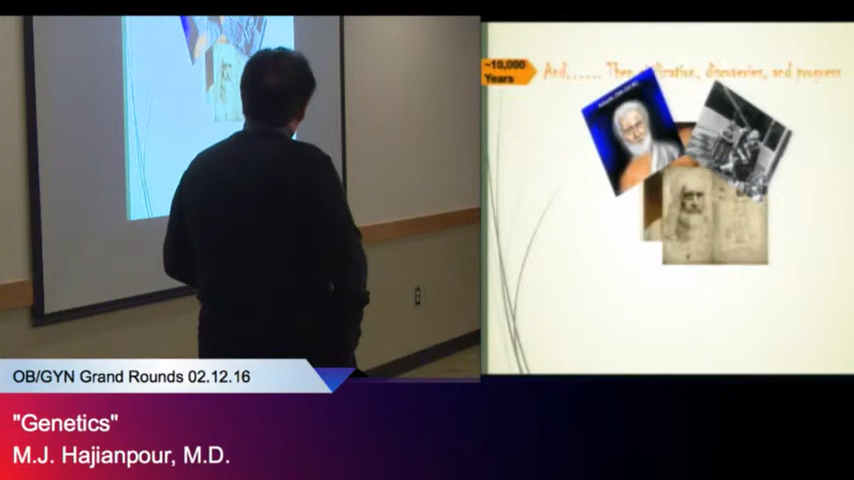 ~10,000
Years
And,...... Then civilization, discoveries, and progress
OB/GYN Grand Rounds 02.12.16
"Genetics"
M.J. Hajianpour, M.D.